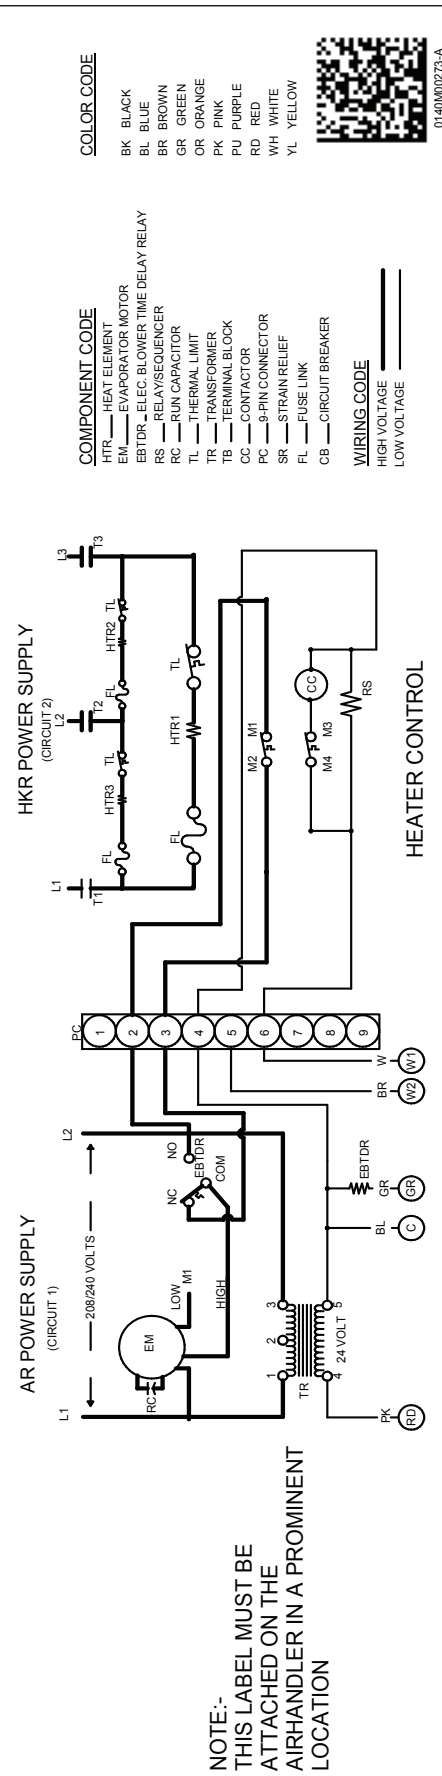 NOTE:-
THIS LABEL MUST BE
ATTACHED ON THE
AIRHANDLER IN A PROMINENT
LOCATION
AR POWER SUPPLY
(CIRCUIT 1)
L1
L2
208/240 VOLTS
RC
EM
LOW
M1
HIGH
NC
NO
EBTDR
COM
1
2
3
TR
24 VOLT
4
5
PK
RD
BL
C
GR
GR
EBTDR
BR
W2
W
W1
PC
1
2
3
4
5
6
7
8
9
HKR POWER SUPPLY
(CIRCUIT 2)
L1
L2
L3
T1
T2
T3
FL
HTR3
TL
FL
HTR2
TL
FL
HTR1
TL
M2
M1
M4
M3
CC
RS
HEATER CONTROL
COMPONENT CODE
HTR HEAT ELEMENT
EM EVAPORATOR MOTOR
EBTDR ELEC. BLOWER TIME DELAY RELAY
RS RELAY/SEQUENCER
RC RUN CAPACITOR
TL THERMAL LIMIT
TR TRANSFORMER
TB TERMINAL BLOCK
CC CONTACTOR
PC 9-PIN CONNECTOR
SR STRAIN RELIEF
FL FUSE LINK
CB CIRCUIT BREAKER
WIRING CODE
HIGH VOLTAGE
LOW VOLTAGE
COLOR CODE
BK BLACK
BL BLUE
BR BROWN
GR GREEN
OR ORANGE
PK PINK
PU PURPLE
RD RED
WH WHITE
YL YELLOW
0140M00273-A